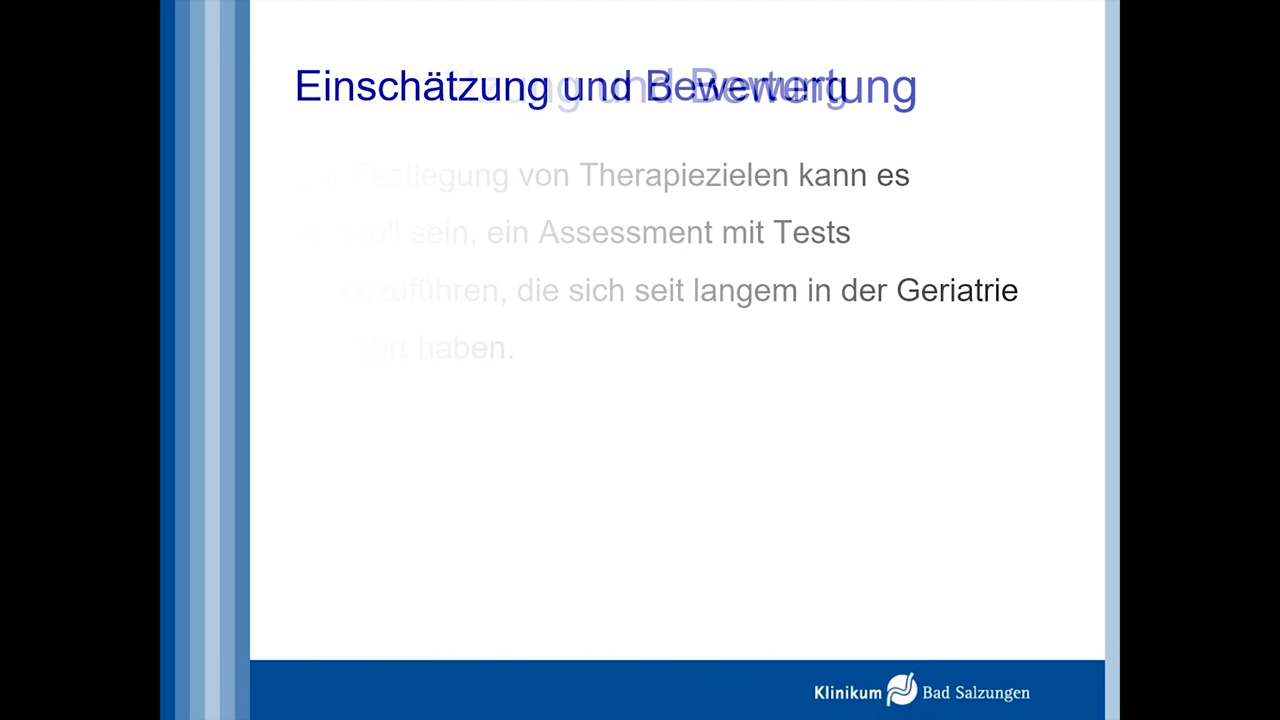 Einschätzung und Bewertung
Festlegung von Therapiezielen kann es
sein, ein Assessment mit Tests
die sich seit langem in der Geriatrie
haben.
Klinikum Bad Salzungen